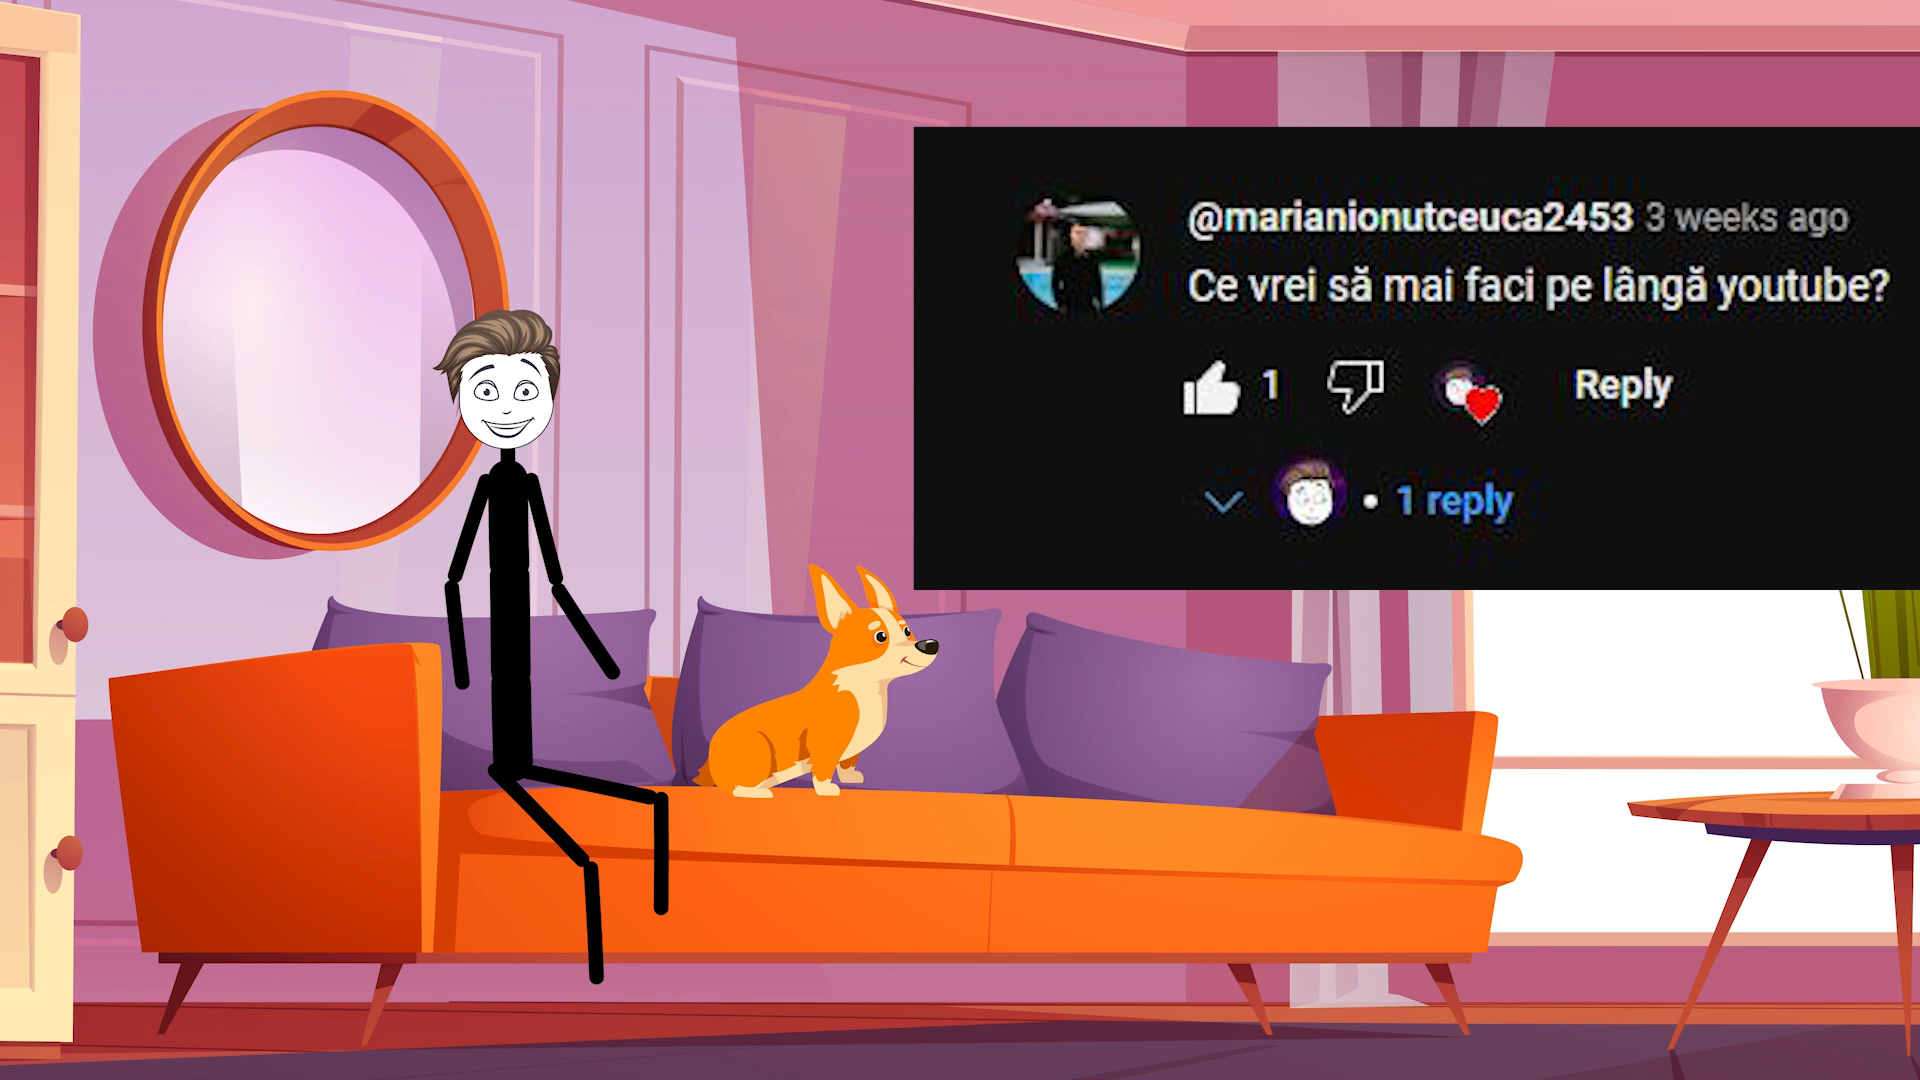 @marianionutceuca2453 3 weeks ago
Ce vrei să mai faci pe lângă youtube?
1 Reply
• 1 reply